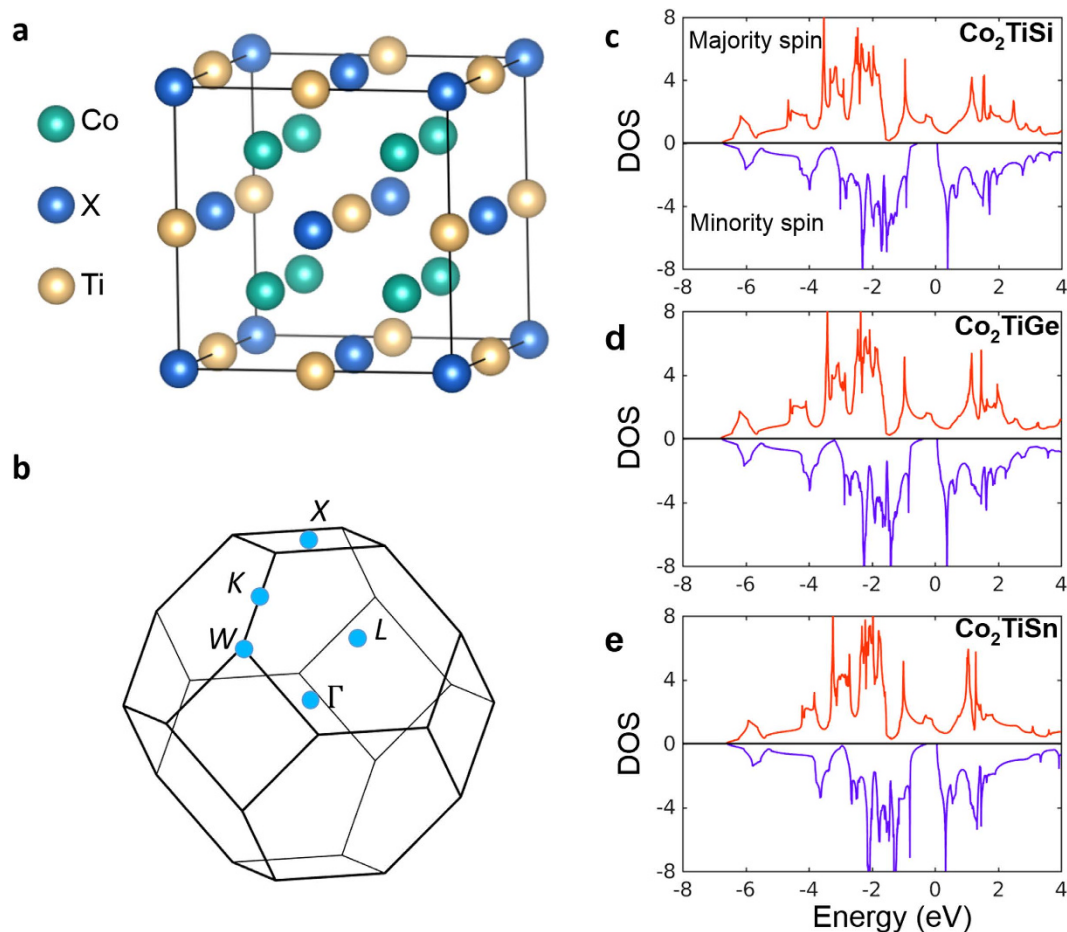 a
Co
X
Ti
b
X
K
W
L
Γ
c
Co₂TiSi
Majority spin
Minority spin
DOS
8
4
0
-4
-8
-8 -6 -4 -2 0 2 4
d
Co₂TiGe
DOS
8
4
0
-4
-8
-8 -6 -4 -2 0 2 4
e
Co₂TiSn
DOS
8
4
0
-4
-8
-8 -6 -4 -2 0 2 4
Energy (eV)